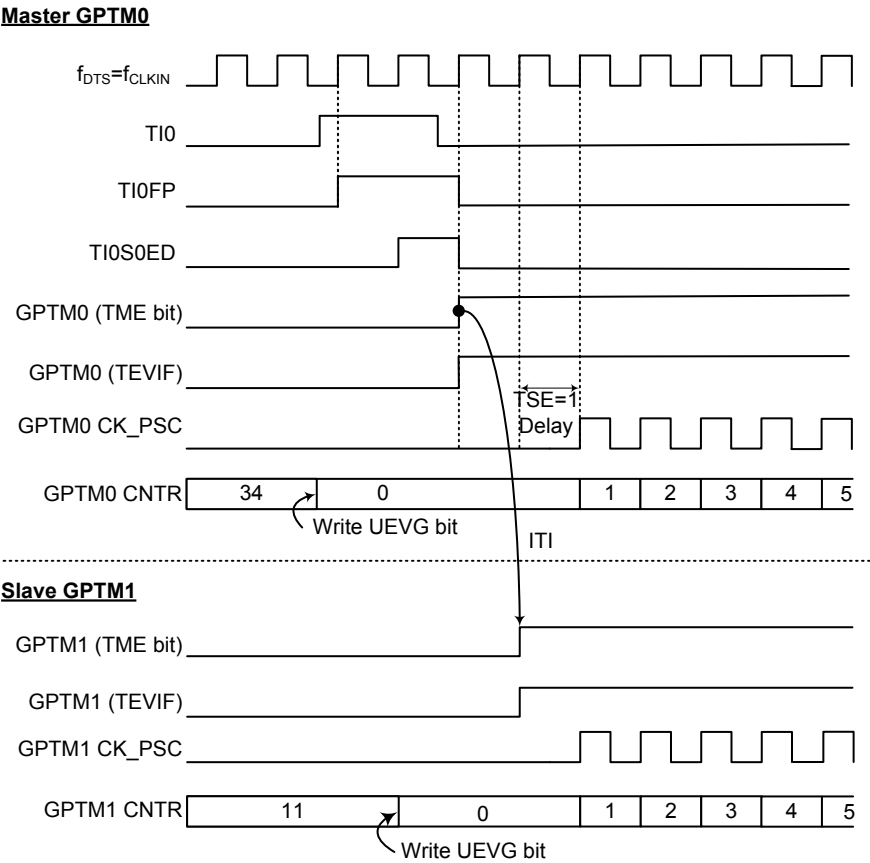 Master GPTM0
fDTS=fCLKIN
TI0
TI0FP
TI0S0ED
GPTM0 (TME bit)
GPTM0 (TEVIF)
TSE=1
GPTM0 CK_PSC
Delay
GPTM0 CNTR 34 0 1 2 3 4 5
Write UEVG bit
ITI
Slave GPTM1
GPTM1 (TME bit)
GPTM1 (TEVIF)
GPTM1 CK_PSC
GPTM1 CNTR 11 0 1 2 3 4 5
Write UEVG bit